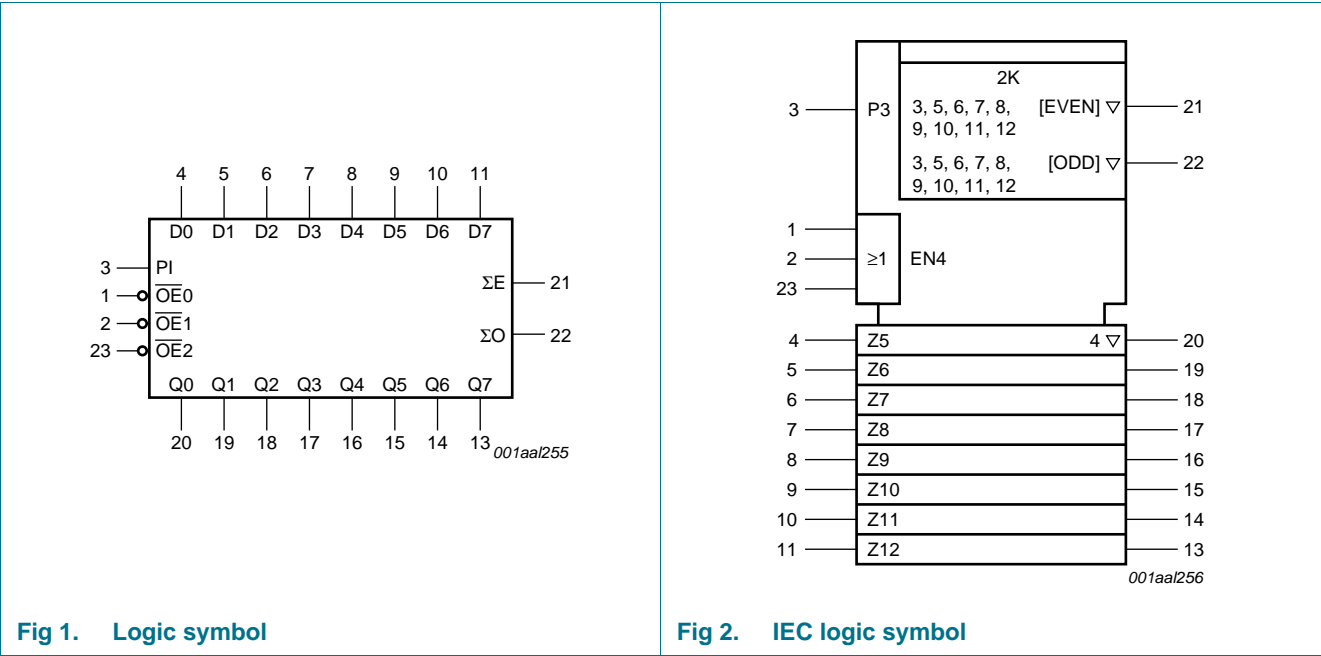 4 5 6 7 8 9 10 11
D0 D1 D2 D3 D4 D5 D6 D7
3 PI
ΣE 21
1 OE0
2 OE1
ΣO 22
23 OE2
Q0 Q1 Q2 Q3 Q4 Q5 Q6 Q7
20 19 18 17 16 15 14 13
001aal255
Fig 1. Logic symbol
2K
3 P3 3, 5, 6, 7, 8, [EVEN] ▽ 21
9, 10, 11, 12
3, 5, 6, 7, 8, [ODD] ▽ 22
9, 10, 11, 12
1
2 ≥1 EN4
23
4 Z5 4 ▽ 20
5 Z6 19
6 Z7 18
7 Z8 17
8 Z9 16
9 Z10 15
10 Z11 14
11 Z12 13
001aal256
Fig 2. IEC logic symbol